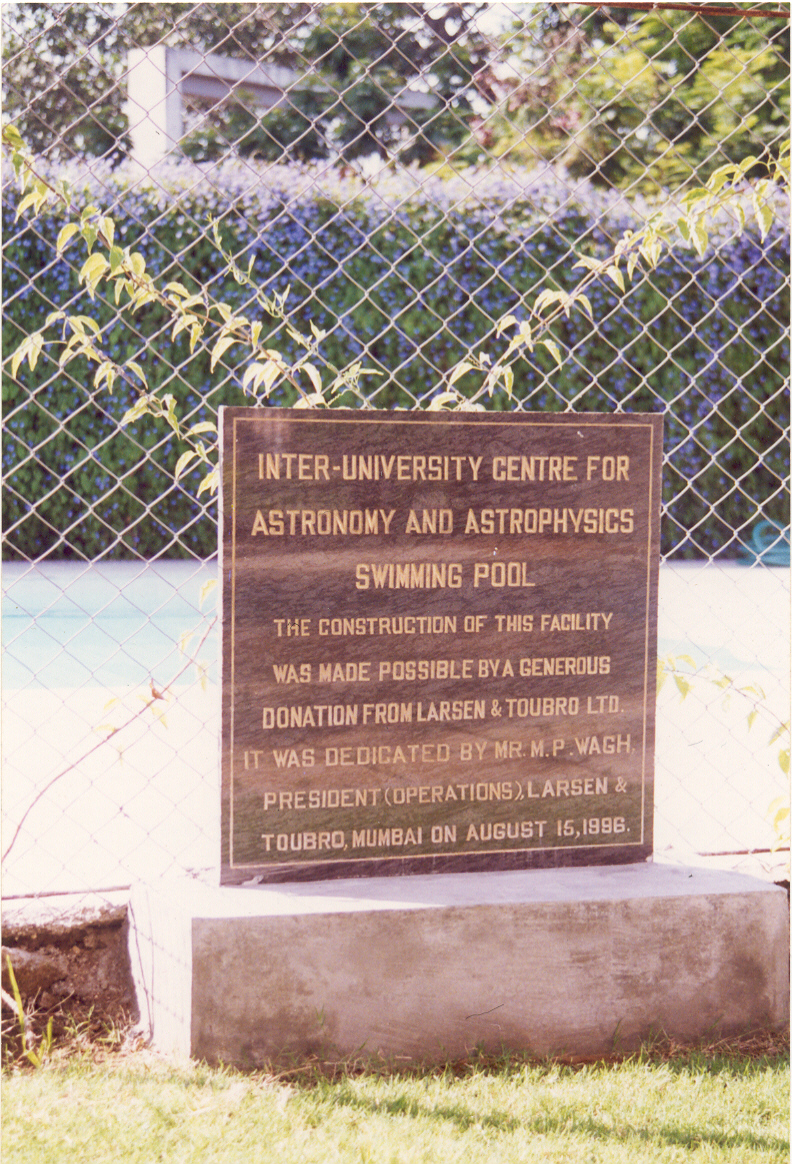 INTER-UNIVERSITY CENTRE FOR
ASTRONOMY AND ASTROPHYSICS
SWIMMING POOL
THE CONSTRUCTION OF THIS FACILITY
WAS MADE POSSIBLE BY A GENEROUS
DONATION FROM LARSEN & TOUBRO LTD.
IT WAS DEDICATED BY MR. M.P. WAGH,
PRESIDENT (OPERATIONS), LARSEN &
TOUBRO, MUMBAI ON AUGUST 15, 1996.